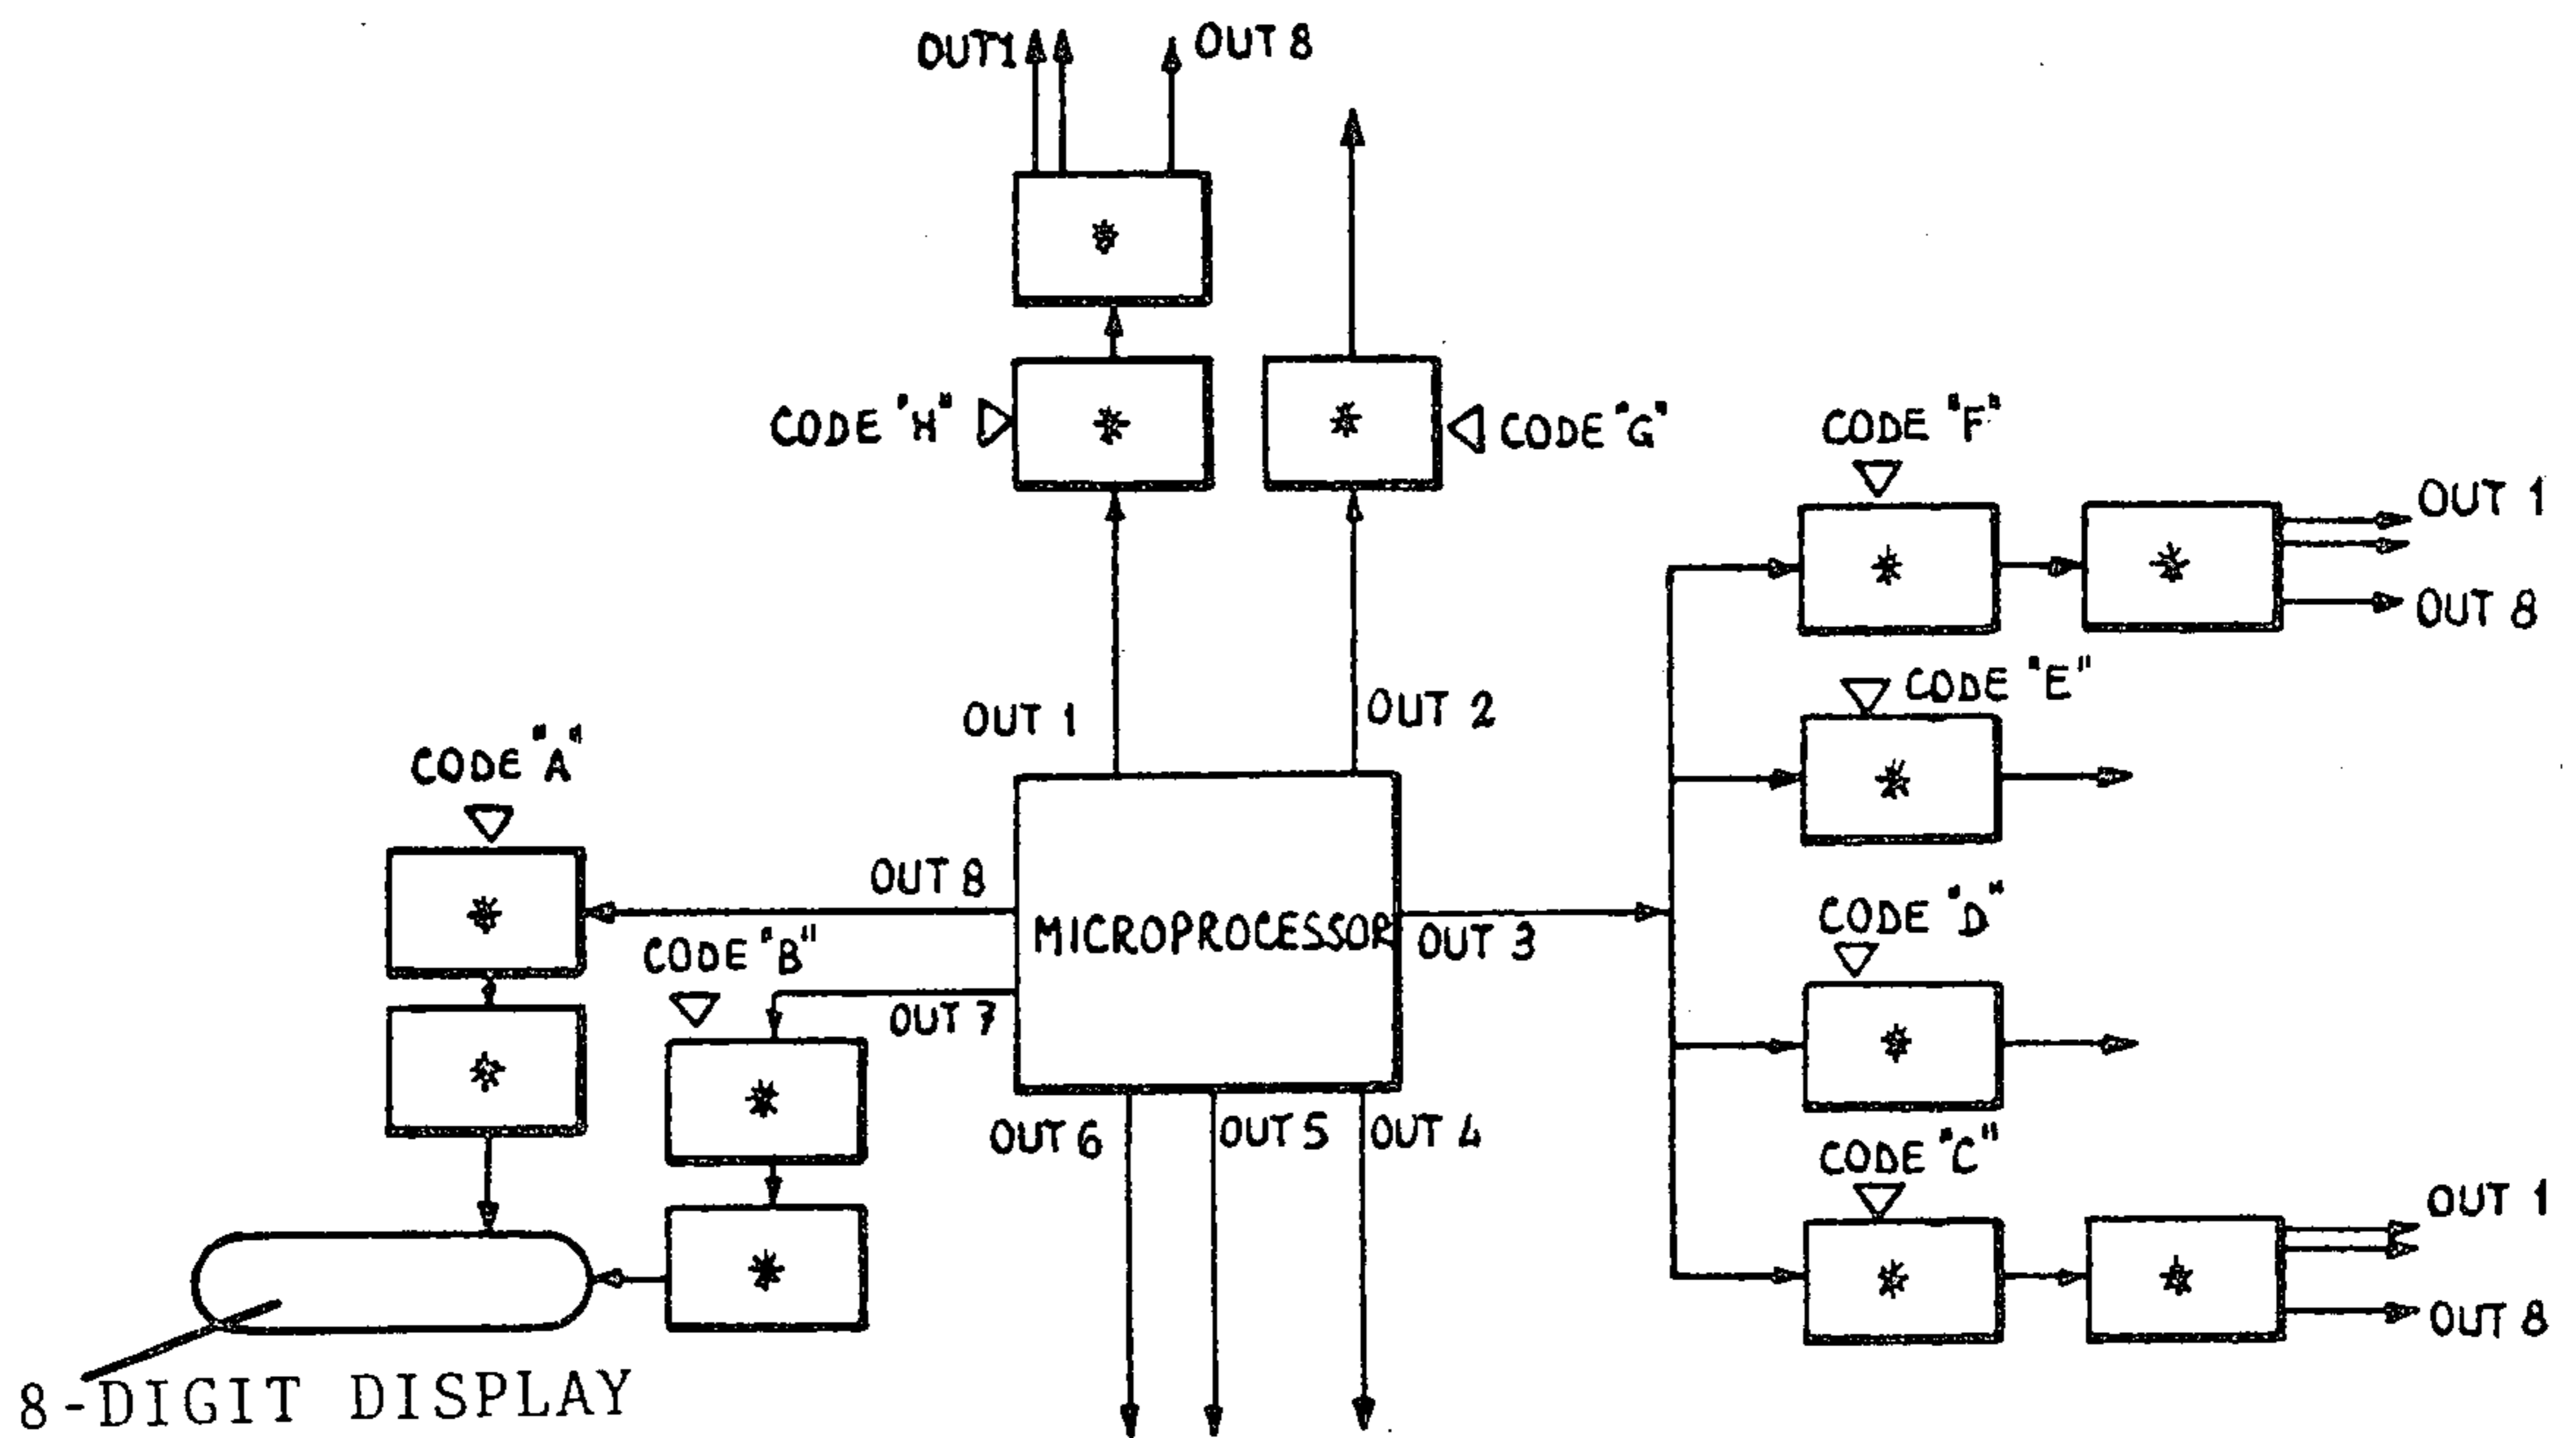 OUT1
OUT 8
CODE "H"
CODE "G"
CODE "F"
OUT 1
OUT 8
CODE "E"
OUT 1
OUT 2
CODE "A"
OUT 8
CODE "D"
MICROPROCESSOR
OUT 3
CODE "B"
OUT 7
OUT 6
OUT 5
OUT 4
CODE "C"
OUT 1
OUT 8
8-DIGIT DISPLAY